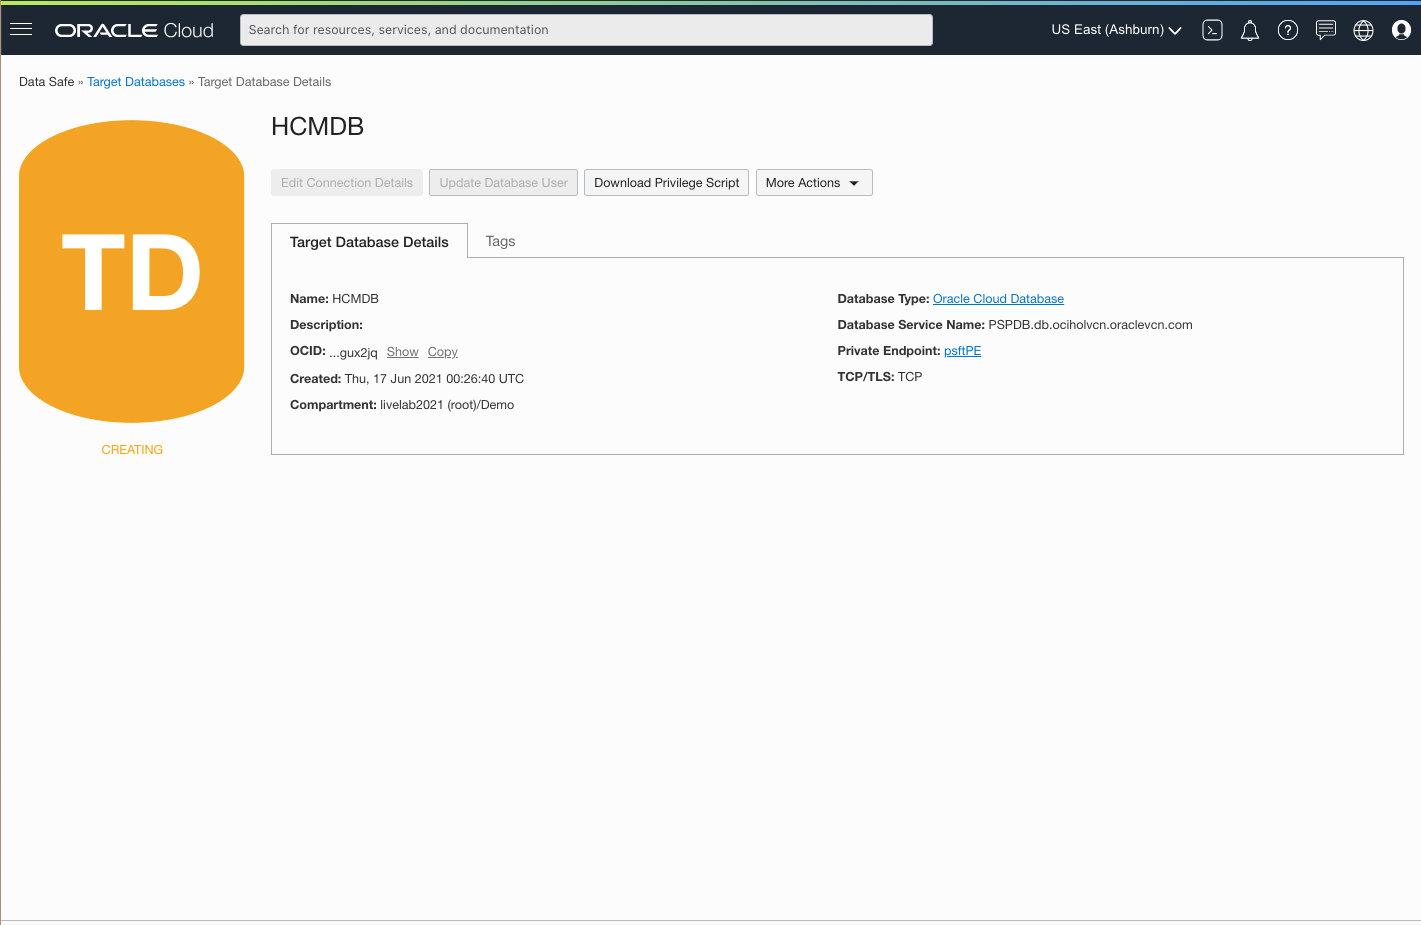 ORACLE Cloud
Search for resources, services, and documentation
US East (Ashburn)
Data Safe » Target Databases » Target Database Details
TD
CREATING
HCMDB
Edit Connection Details
Update Database User
Download Privilege Script
More Actions
Target Database Details
Tags
Name: HCMDB
Description:
OCID: ...gux2jq Show Copy
Created: Thu, 17 Jun 2021 00:26:40 UTC
Compartment: livelab2021 (root)/Demo
Database Type: Oracle Cloud Database
Database Service Name: PSPDB.db.ociholvcn.oraclevcn.com
Private Endpoint: psftPE
TCP/TLS: TCP